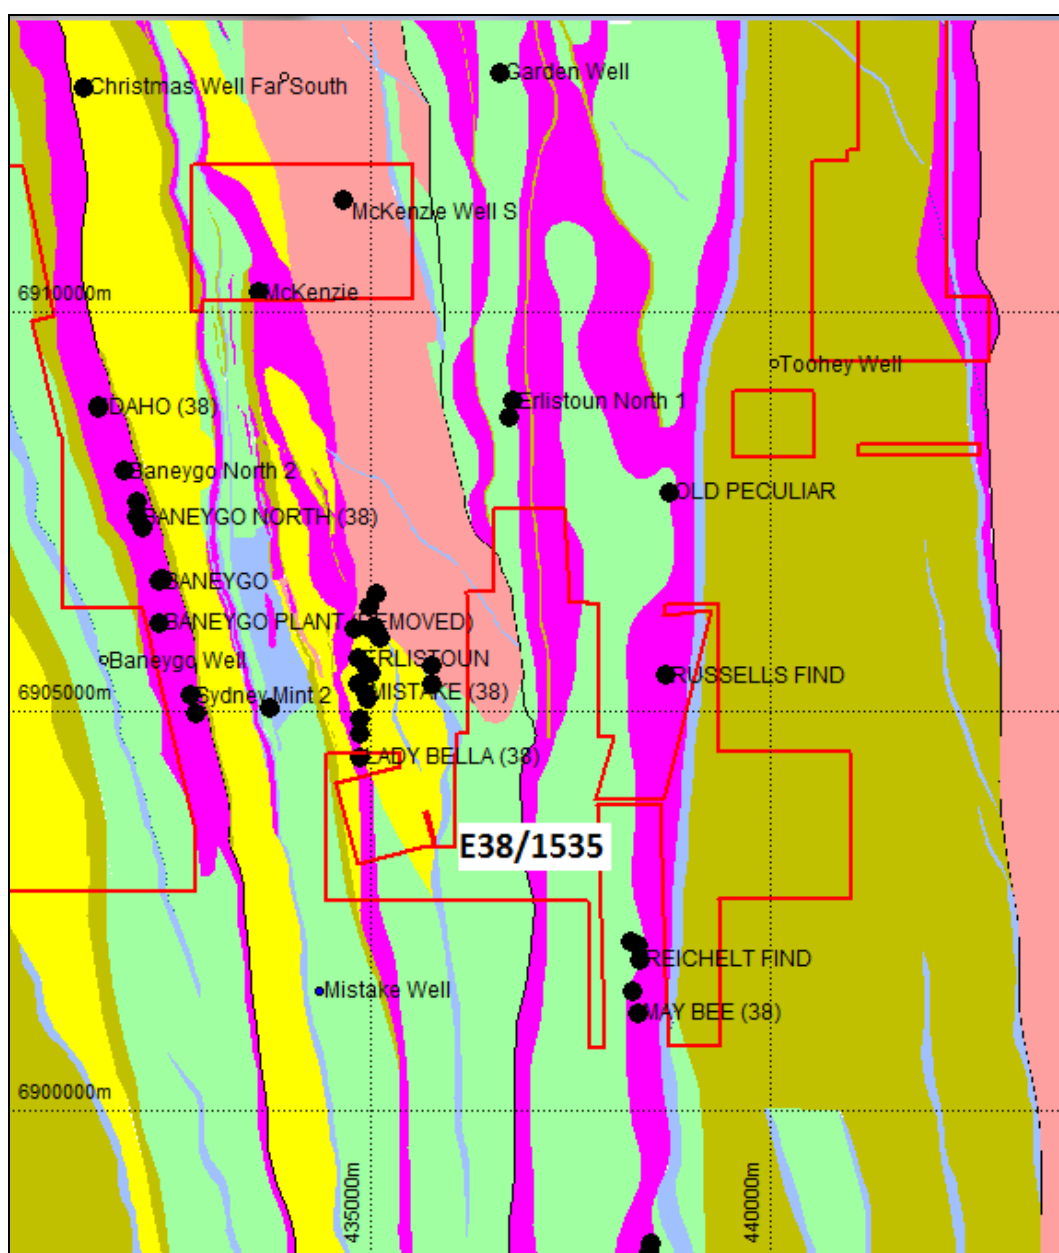 Garden Well
Christmas Well Far South
McKenzie Well S
6910000m
McKenzie
Toohey Well
IDAHO (38)
Erlistoun North 1
Baneygo North 2
OLD PECULIAR
BANEYGO NORTH (38)
BANEYGO
BANEYGO PLANT (REMOVED)
Baneygo Well
ERLISTOUN
RUSSELLS FIND
Sydney Mint 2
MISTAKE (38)
6905000m
LADY BELLA (38)
E38/1535
REICHELT FIND
Mistake Well
MAY BEE (38)
6900000m
435000m
440000m